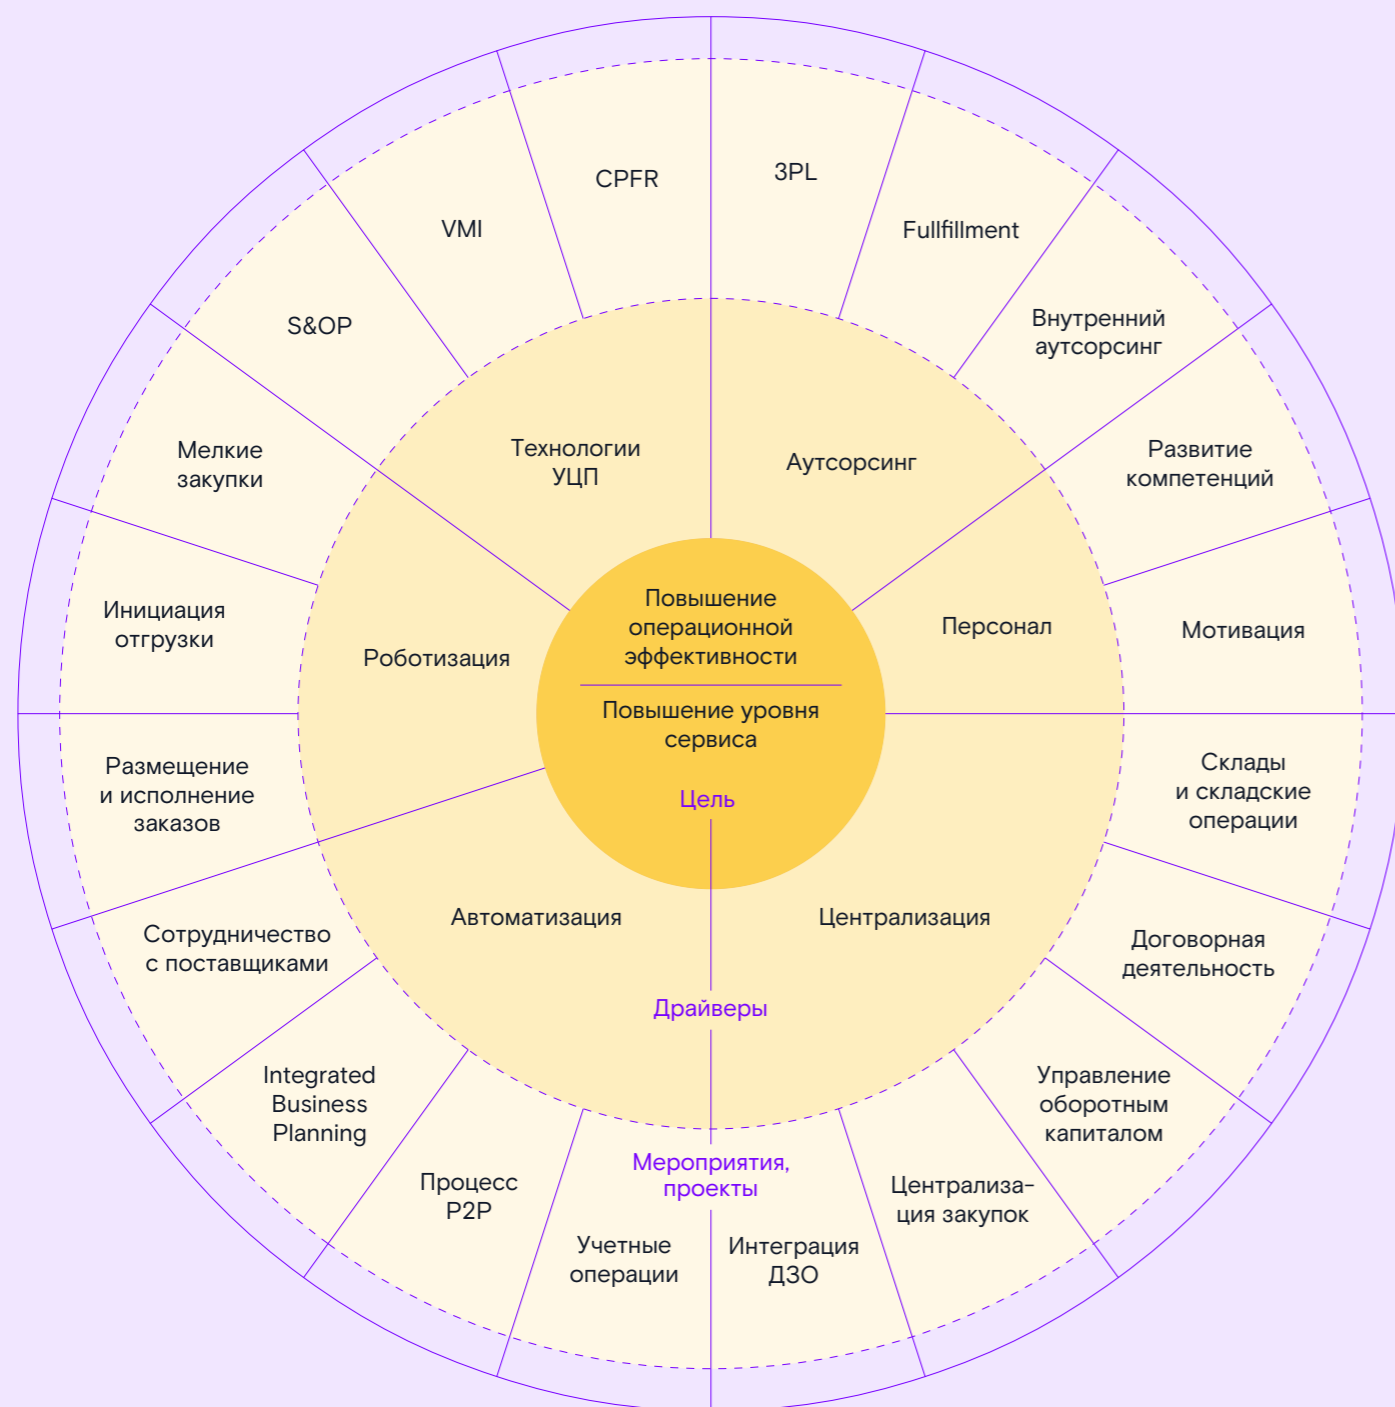 CPFR
3PL
VMI
Fullfillment
S&OP
Внутренний
аутсорсинг
Мелкие
закупки
Технологии
УЦП
Аутсорсинг
Развитие
компетенций
Инициация
отгрузки
Роботизация
Повышение
операционной
эффективности
Повышение уровня
сервиса
Цель
Персонал
Мотивация
Размещение
и исполнение
заказов
Склады
и складские
операции
Сотрудничество
с поставщиками
Автоматизация
Централизация
Договорная
деятельность
Драйверы
Integrated
Business
Planning
Управление
оборотным
капиталом
Процесс
P2P
Мероприятия,
проекты
Централиза-
ция закупок
Учетные
операции
Интеграция
ДЗО